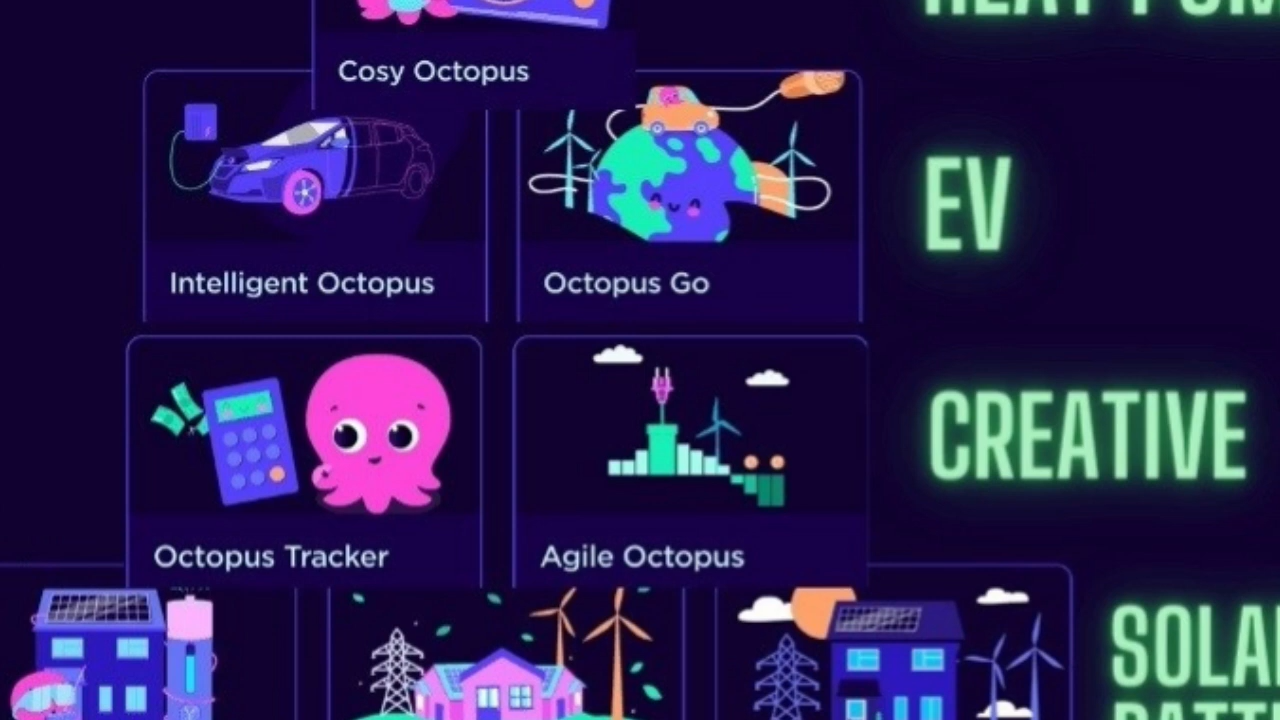 Cosy Octopus
Intelligent Octopus
Octopus Go
EV
Octopus Tracker
Agile Octopus
CREATIVE